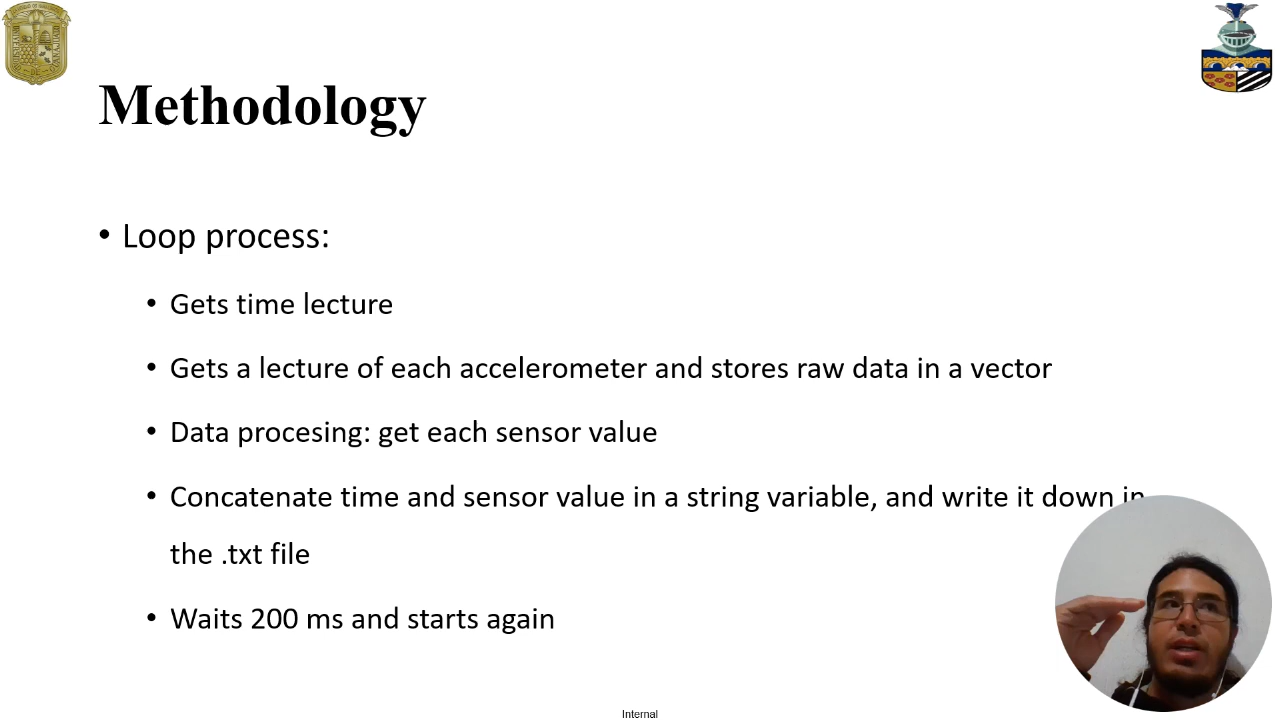 Methodology
• Loop process:
• Gets time lecture
• Gets a lecture of each accelerometer and stores raw data in a vector
• Data procesing: get each sensor value
• Concatenate time and sensor value in a string variable, and write it down in
the .txt file
• Waits 200 ms and starts again
Internal